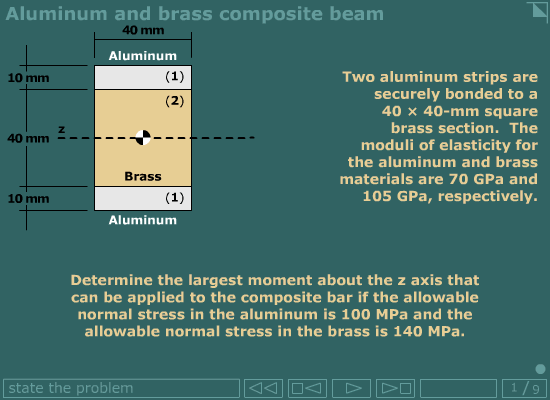 Aluminum and brass composite beam
40 mm
Aluminum
10 mm
(1)
(2)
z
40 mm
Brass
10 mm
(1)
Aluminum
Two aluminum strips are
securely bonded to a
40 × 40-mm square
brass section. The
moduli of elasticity for
the aluminum and brass
materials are 70 GPa and
105 GPa, respectively.
Determine the largest moment about the z axis that
can be applied to the composite bar if the allowable
normal stress in the aluminum is 100 MPa and the
allowable normal stress in the brass is 140 MPa.
state the problem
1 / 9